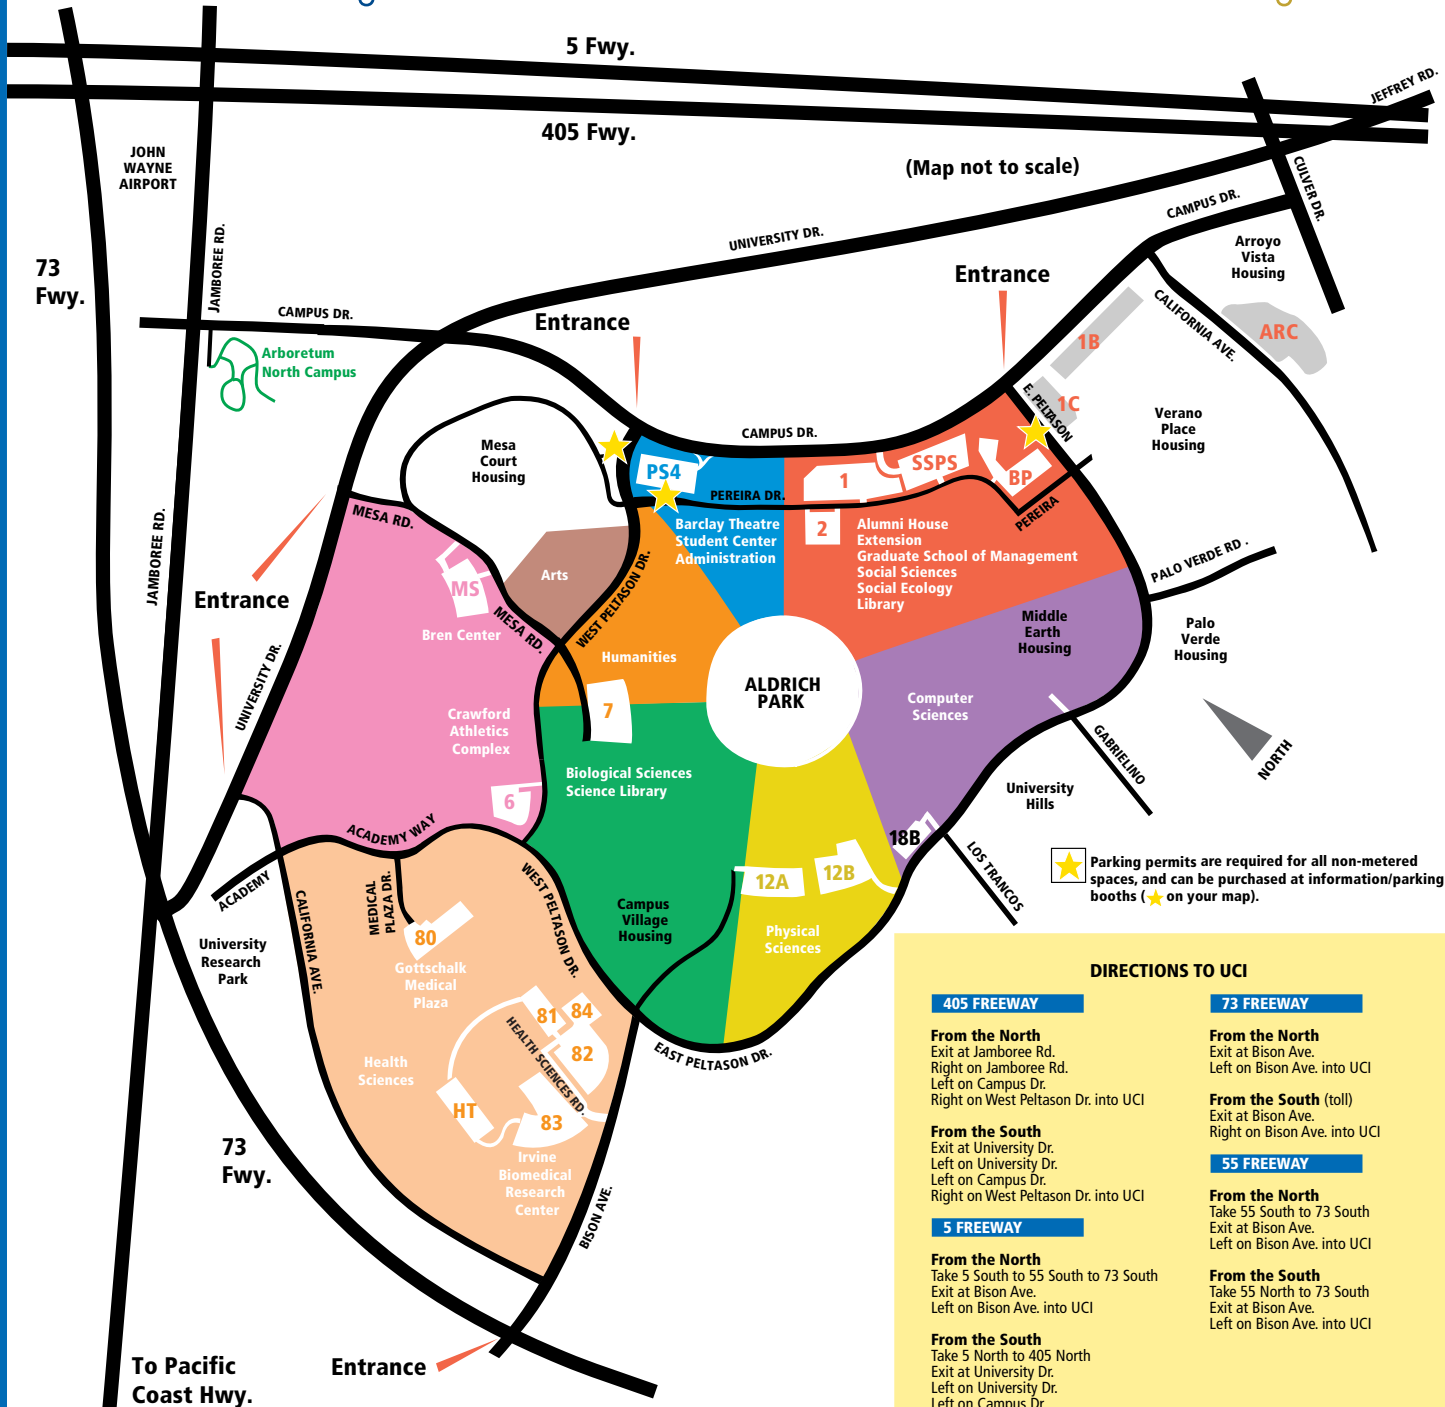 5 Fwy.
405 Fwy.
JEFFREY RD.
JOHN
WAYNE
AIRPORT
(Map not to scale)
CULVER DR.
CAMPUS DR.
UNIVERSITY DR.
JAMBOREE RD.
Arroyo
Vista
Housing
73
Fwy.
Entrance
CAMPUS DR.
Entrance
CALIFORNIA AVE.
ARC
1B
Arboretum
North Campus
E. PELTASON
1C
Verano
Place
Housing
CAMPUS DR.
Mesa
Court
Housing
PS4
SSPS
BP
1
PEREIRA DR.
PEREIRA
MESA RD.
Barclay Theatre
Student Center
Administration
2
Alumni House
Extension
Graduate School of Management
Social Sciences
Social Ecology
Library
JAMBOREE RD.
PALO VERDE RD .
Arts
MS
WEST PELTASON DR.
Entrance
Bren Center
MESA RD.
Middle
Earth
Housing
Palo
Verde
Housing
Humanities
UNIVERSITY DR.
ALDRICH
PARK
Computer
Sciences
7
Crawford
Athletics
Complex
GABRIELINO
NORTH
Biological Sciences
Science Library
6
University
Hills
ACADEMY WAY
18B
LOS TRANCOS
Parking permits are required for all non-metered
spaces, and can be purchased at information/parking
booths ( on your map).
ACADEMY
MEDICAL
PLAZA DR.
WEST PELTASON DR.
12A
12B
CALIFORNIA AVE.
Campus
Village
Housing
Physical
Sciences
University
Research
Park
80
Gottschalk
Medical
Plaza
81
84
HEALTH SCIENCES RD.
82
EAST PELTASON DR.
Health
Sciences
HT
83
73
Fwy.
Irvine
Biomedical
Research
Center
BISON AVE.
To Pacific
Coast Hwy.
Entrance
DIRECTIONS TO UCI
405 FREEWAY
From the North
Exit at Jamboree Rd.
Right on Jamboree Rd.
Left on Campus Dr.
Right on West Peltason Dr. into UCI
From the South
Exit at University Dr.
Left on University Dr.
Left on Campus Dr.
Right on West Peltason Dr. into UCI
5 FREEWAY
From the North
Take 5 South to 55 South to 73 South
Exit at Bison Ave.
Left on Bison Ave. into UCI
From the South
Take 5 North to 405 North
Exit at University Dr.
Left on University Dr.
Left on Campus Dr.
73 FREEWAY
From the North
Exit at Bison Ave.
Left on Bison Ave. into UCI
From the South (toll)
Exit at Bison Ave.
Right on Bison Ave. into UCI
55 FREEWAY
From the North
Take 55 South to 73 South
Exit at Bison Ave.
Left on Bison Ave. into UCI
From the South
Take 55 North to 73 South
Exit at Bison Ave.
Left on Bison Ave. into UCI